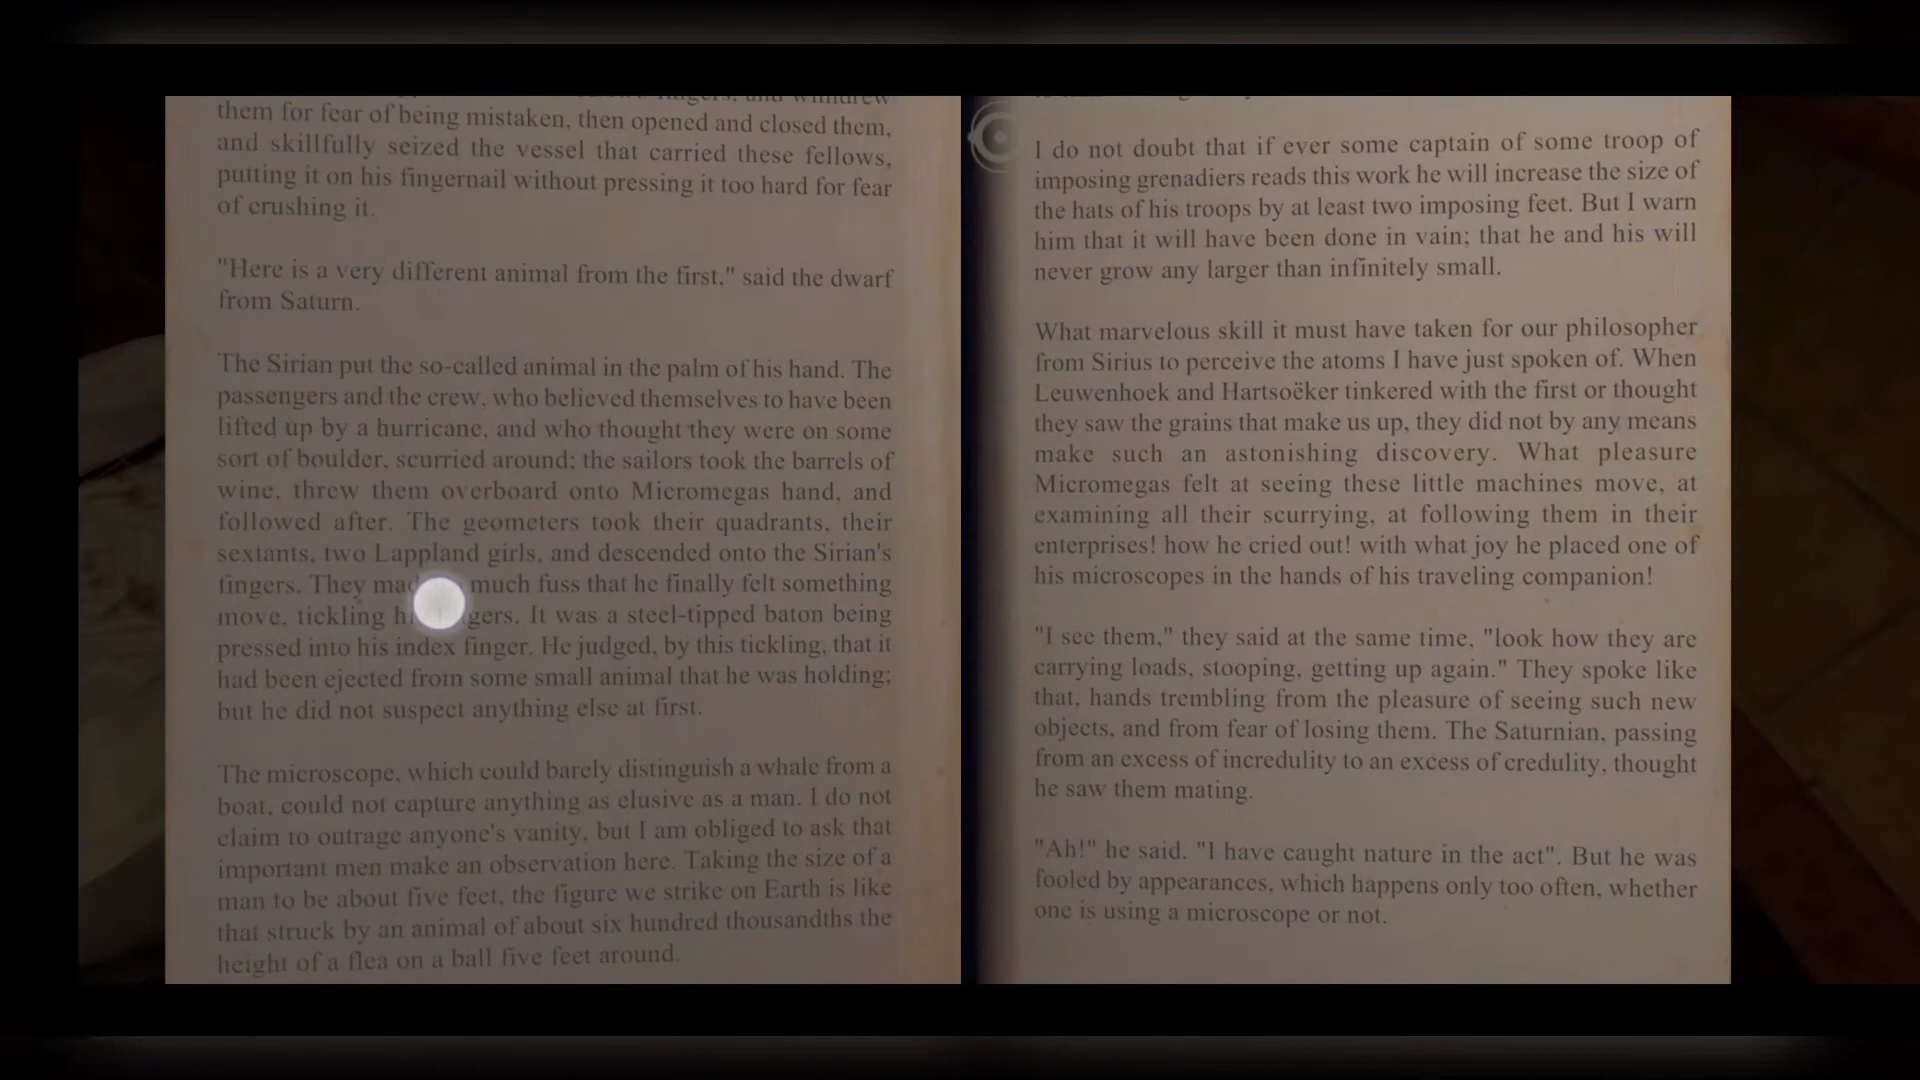 them for fear of being mistaken, then opened and closed them,
and skillfully seized the vessel that carried these fellows,
putting it on his fingernail without pressing it too hard for fear
of crushing it.
"Here is a very different animal from the first," said the dwarf
from Saturn.
The Sirian put the so-called animal in the palm of his hand. The
passengers and the crew, who believed themselves to have been
lifted up by a hurricane, and who thought they were on some
sort of boulder, scurried around; the sailors took the barrels of
wine, threw them overboard onto Micromegas hand, and
followed after. The geometers took their quadrants, their
sextants, two Lappland girls, and descended onto the Sirian's
fingers. They much fuss that he finally felt something
move, tickling It was a steel-tipped baton being
pressed into his index finger. He judged, by this tickling, that it
had been ejected from some small animal that he was holding;
but he did not suspect anything else at first.
The microscope, which could barely distinguish a whale from a
boat, could not capture anything as elusive as a man. I do not
claim to outrage anyone's vanity, but I am obliged to ask that
important men make an observation here. Taking the size of a
man to be about five feet, the figure we strike on Earth is like
that struck by an animal of about six hundred thousandths the
height of a flea on a ball five feet around.
I do not doubt that if ever some captain of some troop of
imposing grenadiers reads this work he will increase the size of
the hats of his troops by at least two imposing feet. But I warn
him that it will have been done in vain; that he and his will
never grow any larger than infinitely small.
What marvelous skill it must have taken for our philosopher
from Sirius to perceive the atoms I have just spoken of. When
Leuwenhoek and Hartsoëker tinkered with the first or thought
they saw the grains that make us up, they did not by any means
make such an astonishing discovery. What pleasure
Micromegas felt at seeing these little machines move, at
examining all their scurrying, at following them in their
enterprises! how he cried out! with what joy he placed one of
his microscopes in the hands of his traveling companion!
"I see them," they said at the same time, "look how they are
carrying loads, stooping, getting up again." They spoke like
that, hands trembling from the pleasure of seeing such new
objects, and from fear of losing them. The Saturnian, passing
from an excess of incredulity to an excess of credulity, thought
he saw them mating.
"Ah!" he said. "I have caught nature in the act". But he was
fooled by appearances, which happens only too often, whether
one is using a microscope or not.